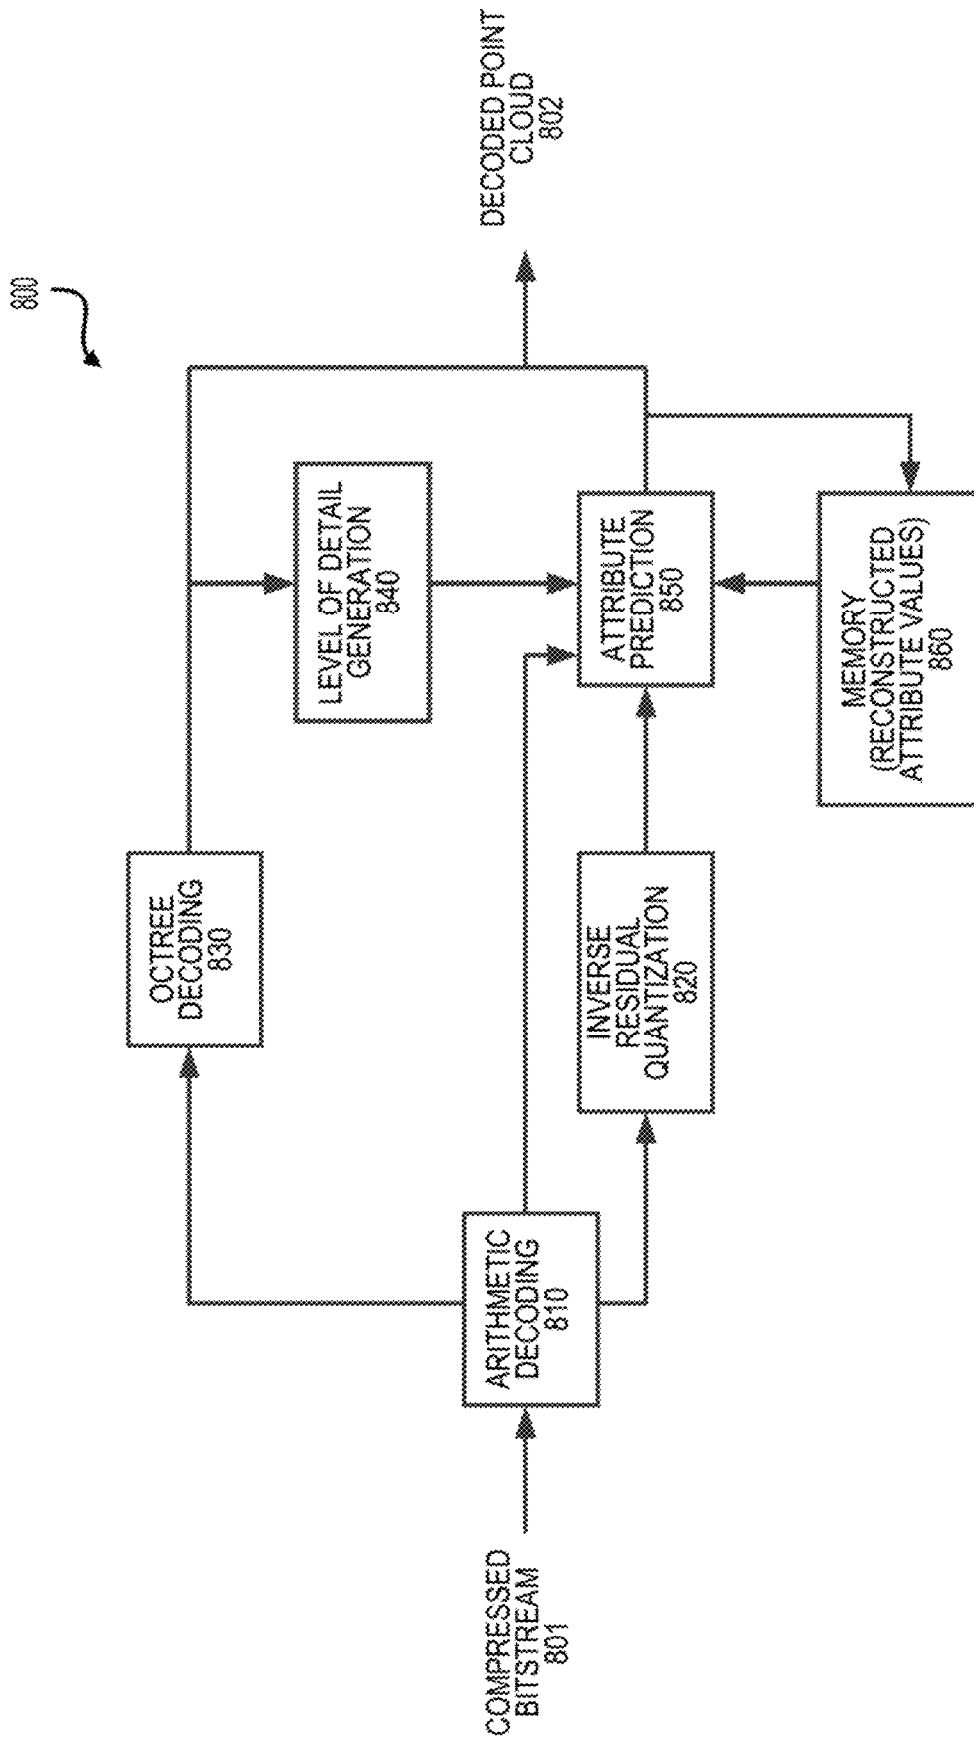 800
COMPRESSED
BITSTREAM
801
ARITHMETIC
DECODING
810
OCTREE
DECODING
830
INVERSE
RESIDUAL
QUANTIZATION
820
LEVEL OF DETAIL
GENERATION
840
ATTRIBUTE
PREDICTION
850
MEMORY
(RECONSTRUCTED
ATTRIBUTE VALUES)
860
DECODED POINT
CLOUD
802